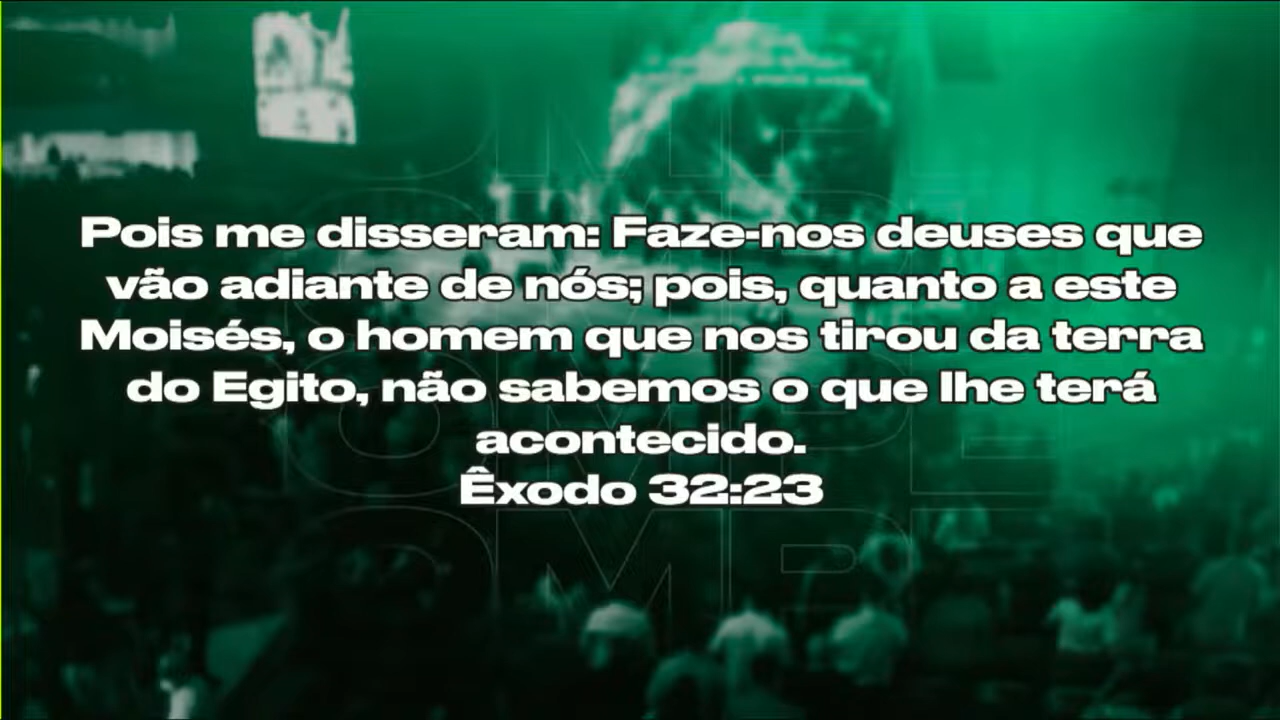 Pois me disseram: Faze-nos deuses que
vão adiante de nós; pois, quanto a este
Moisés, o homem que nos tirou da terra
do Egito, não sabemos o que lhe terá
acontecido.
Êxodo 32:23